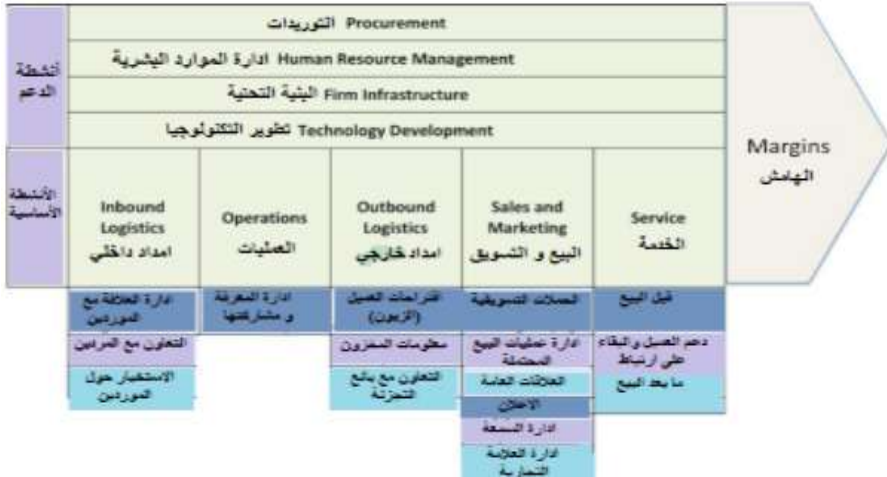 التوريدات Procurement
ادارة الموارد البشرية Human Resource Management
أنشطة
الدعم
البنية التحتية Firm Infrastructure
تطوير التكنولوجيا Technology Development
Margins
الهامش
الأنشطة
الأساسية
Inbound
Logistics
امداد داخلي
Operations
العمليات
Outbound
Logistics
امداد خارجي
Sales and
Marketing
البيع و التسويق
Service
الخدمة
ادارة العلاقة مع
الموردين
ادارة المعرفة
و مشاركتها
اقتراحات العميل
(الزبون)
الحملات التسويقية
قبل البيع
التعاون مع المردين
معلومات المخزون
ادارة عمليات البيع
المحتملة
دعم العميل والبقاء
على ارتباط
الاستخبار حول
الموردين
التعاون مع بائع
التجزئة
العلاقات العامة
ما بعد البيع
الاعلان
ادارة السمعة
ادارة العلامة
التجارية